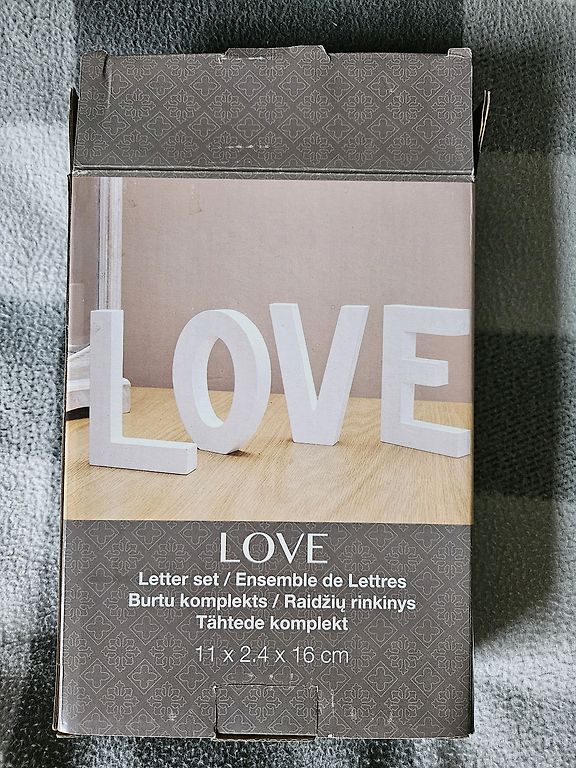 LOVE
LOVE
Letter set / Ensemble de Lettres
Burtu komplekts / Raidžių rinkinys
Tähtede komplekt
11 x 2.4 x 16 cm